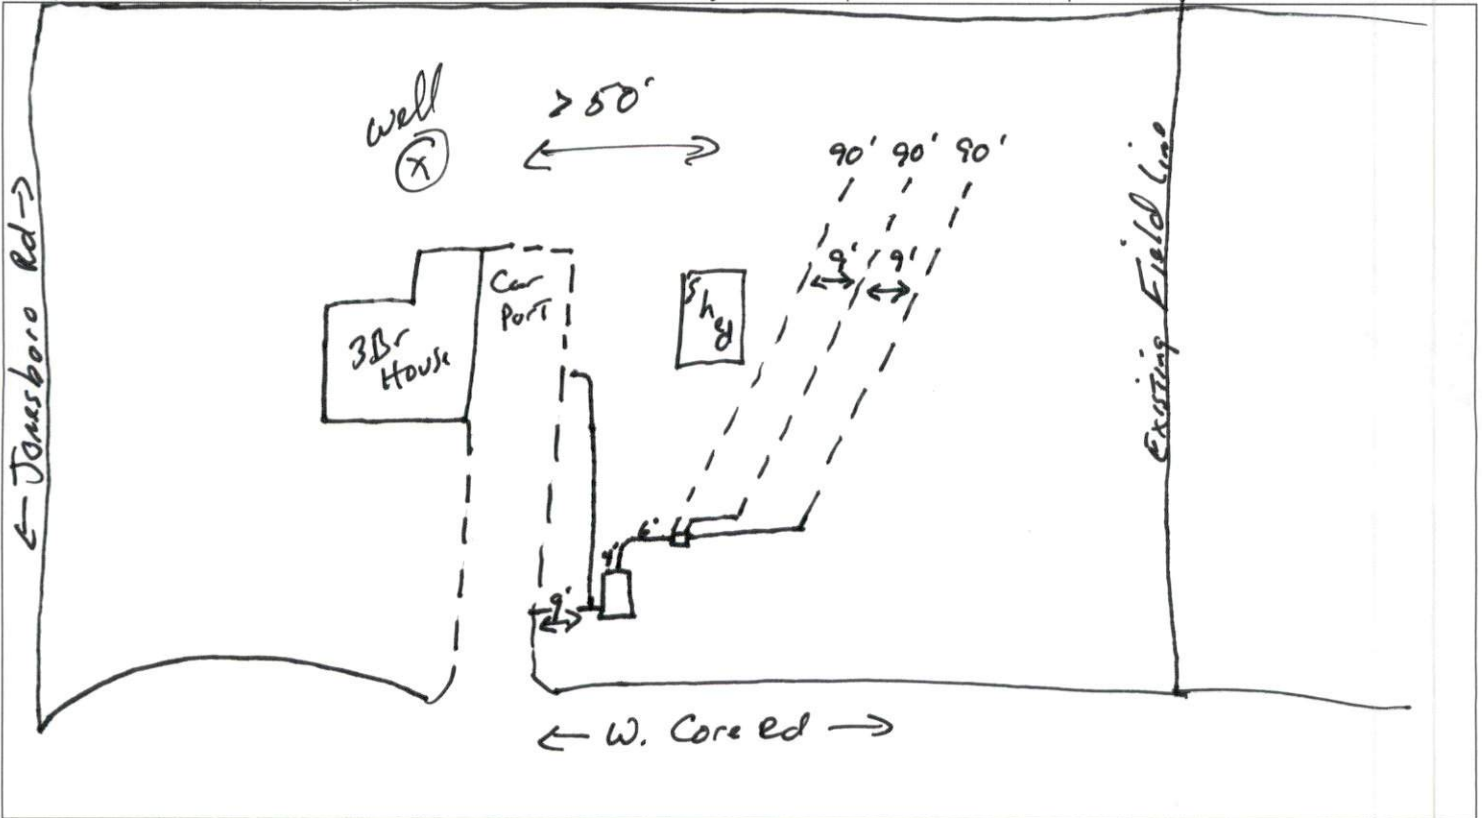 Well
X
> 50'
90' 90' 90'
9' 9'
Car
Port
3Br
House
Shed
← Jonesboro Rd →
Existing Field Line
6'
4'
9'
← W. Core Rd →